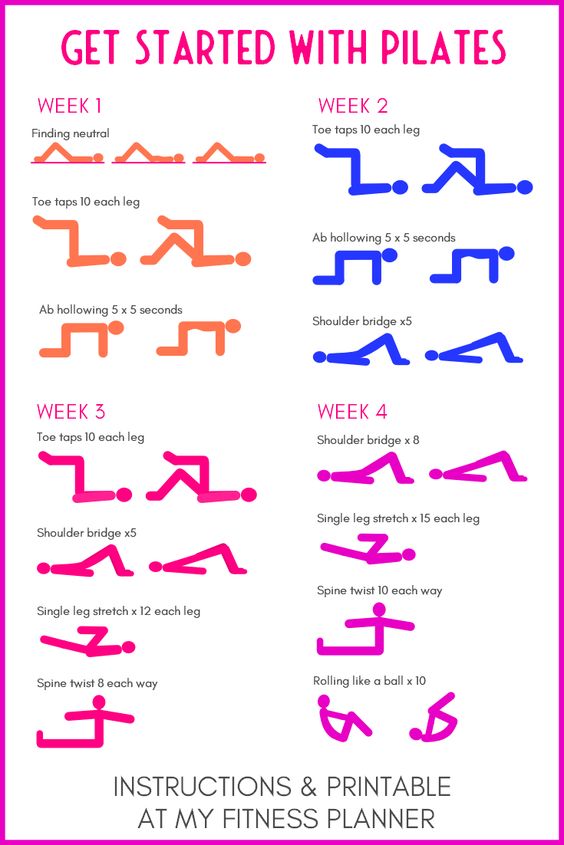 GET STARTED WITH PILATES
WEEK 1
Finding neutral
Toe taps 10 each leg
Ab hollowing 5 x 5 seconds
WEEK 2
Toe taps 10 each leg
Ab hollowing 5 x 5 seconds
Shoulder bridge x5
WEEK 3
Toe taps 10 each leg
Shoulder bridge x5
Single leg stretch x 12 each leg
Spine twist 8 each way
WEEK 4
Shoulder bridge x 8
Single leg stretch x 15 each leg
Spine twist 10 each way
Rolling like a ball x 10
INSTRUCTIONS & PRINTABLE
AT MY FITNESS PLANNER